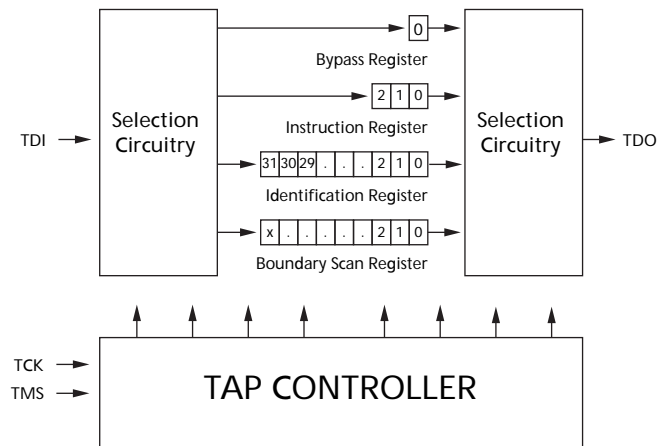 0
Bypass Register
2 1 0
Instruction Register
Selection
Circuitry
Selection
Circuitry
TDI
TDO
31 30 29 . . . 2 1 0
Identification Register
x . . . . . 2 1 0
Boundary Scan Register
TCK
TMS
TAP CONTROLLER